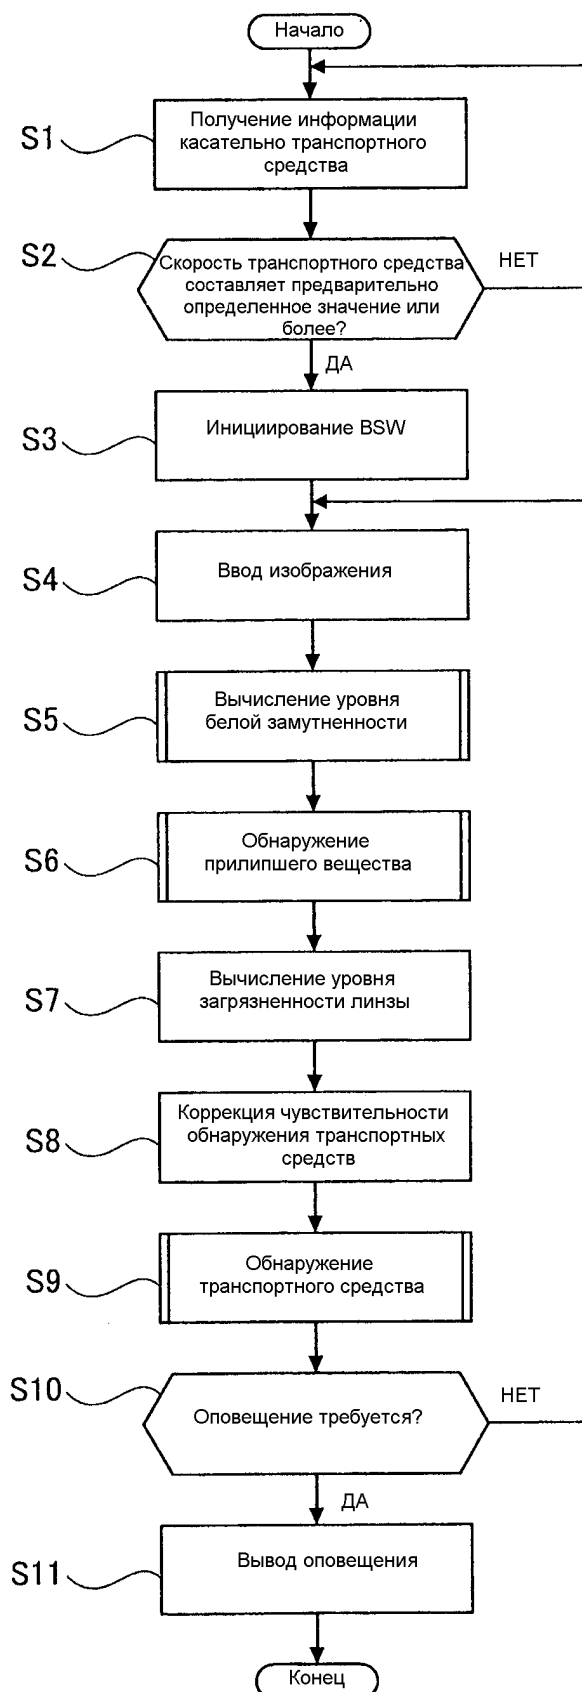 Начало
S1
Получение информации
касательно транспортного
средства
S2
Скорость транспортного средства
составляет предварительно
определенное значение или
более?
НЕТ
ДА
S3
Инициирование BSW
S4
Ввод изображения
S5
Вычисление уровня
белой замутненности
S6
Обнаружение
прилипшего вещества
S7
Вычисление уровня
загрязненности линзы
S8
Коррекция чувствительности
обнаружения транспортных
средств
S9
Обнаружение
транспортного средства
S10
Оповещение требуется?
НЕТ
ДА
S11
Вывод оповещения
Конец